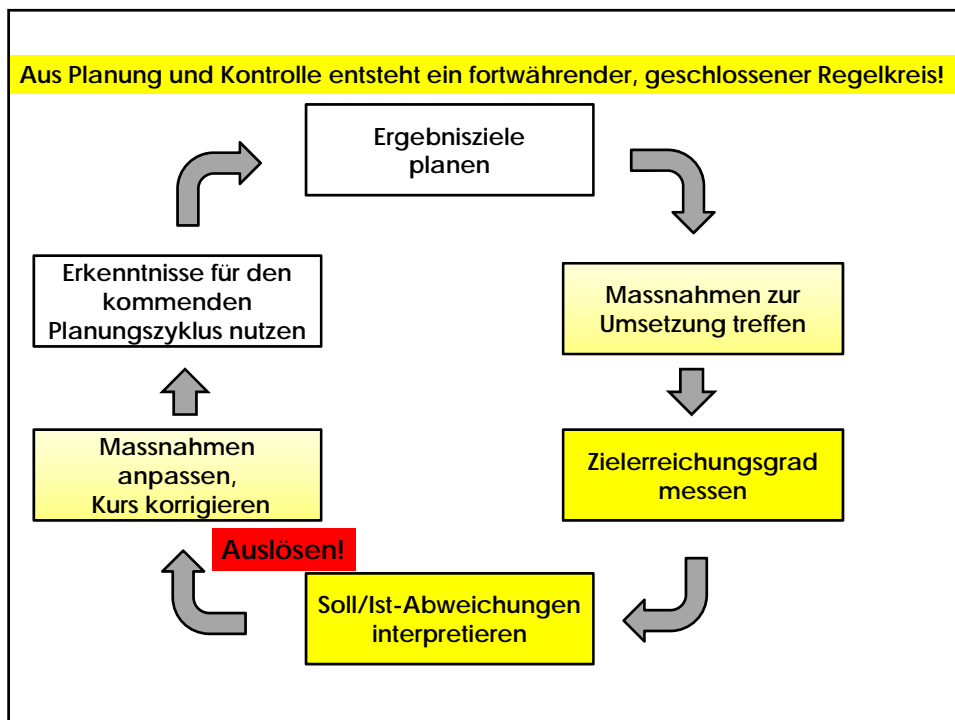 Aus Planung und Kontrolle entsteht ein fortwährender, geschlossener Regelkreis!
Ergebnisziele
planen
Massnahmen zur
Umsetzung treffen
Zielerreichungsgrad
messen
Soll/Ist-Abweichungen
interpretieren
Auslösen!
Massnahmen
anpassen,
Kurs korrigieren
Erkenntnisse für den
kommenden
Planungszyklus nutzen